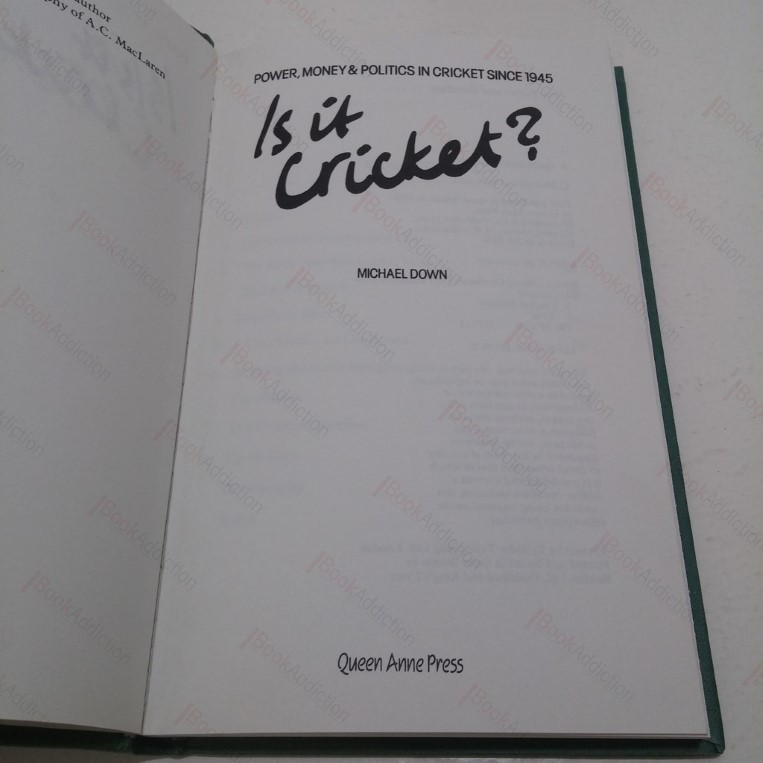 author
phy of A.C. MacLaren
POWER, MONEY & POLITICS IN CRICKET SINCE 1945
Is it
Cricket?
MICHAEL DOWN
Queen Anne Press
BookAddiction